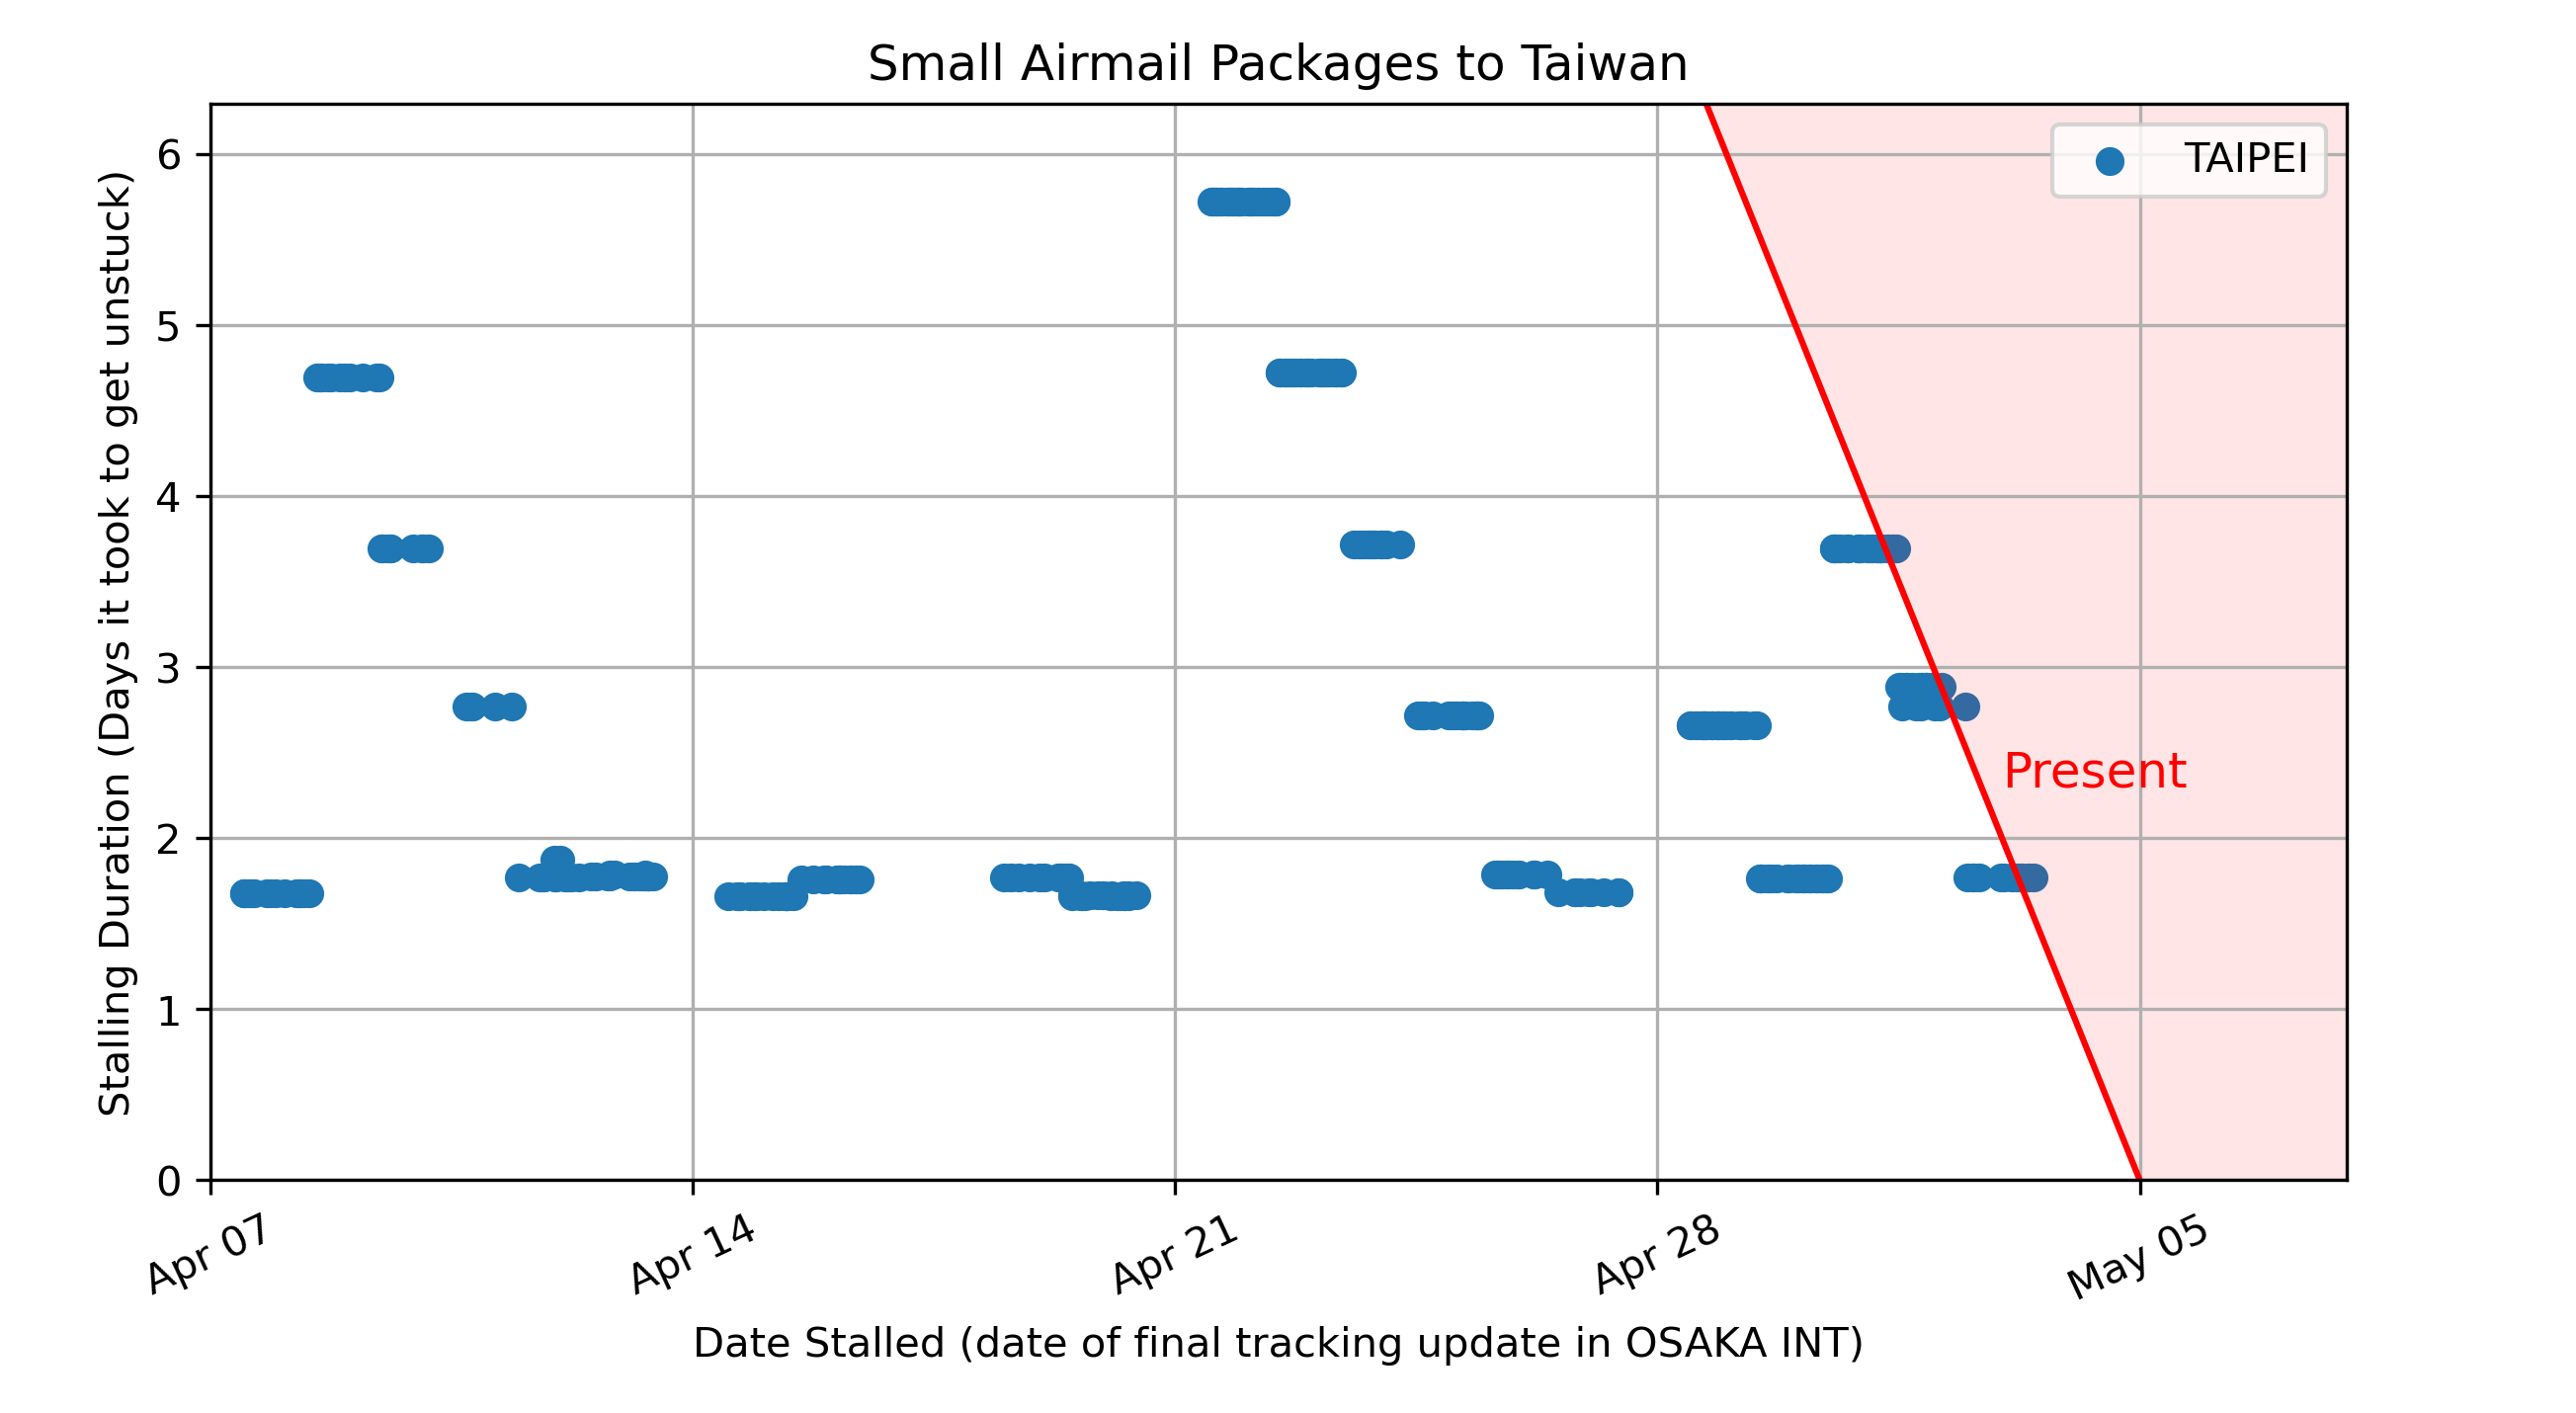 Small Airmail Packages to Taiwan
Stalling Duration (Days it took to get unstuck)
6
5
4
3
2
1
0
TAIPEI
Present
Apr 07
Apr 14
Apr 21
Apr 28
May 05
Date Stalled (date of final tracking update in OSAKA INT)